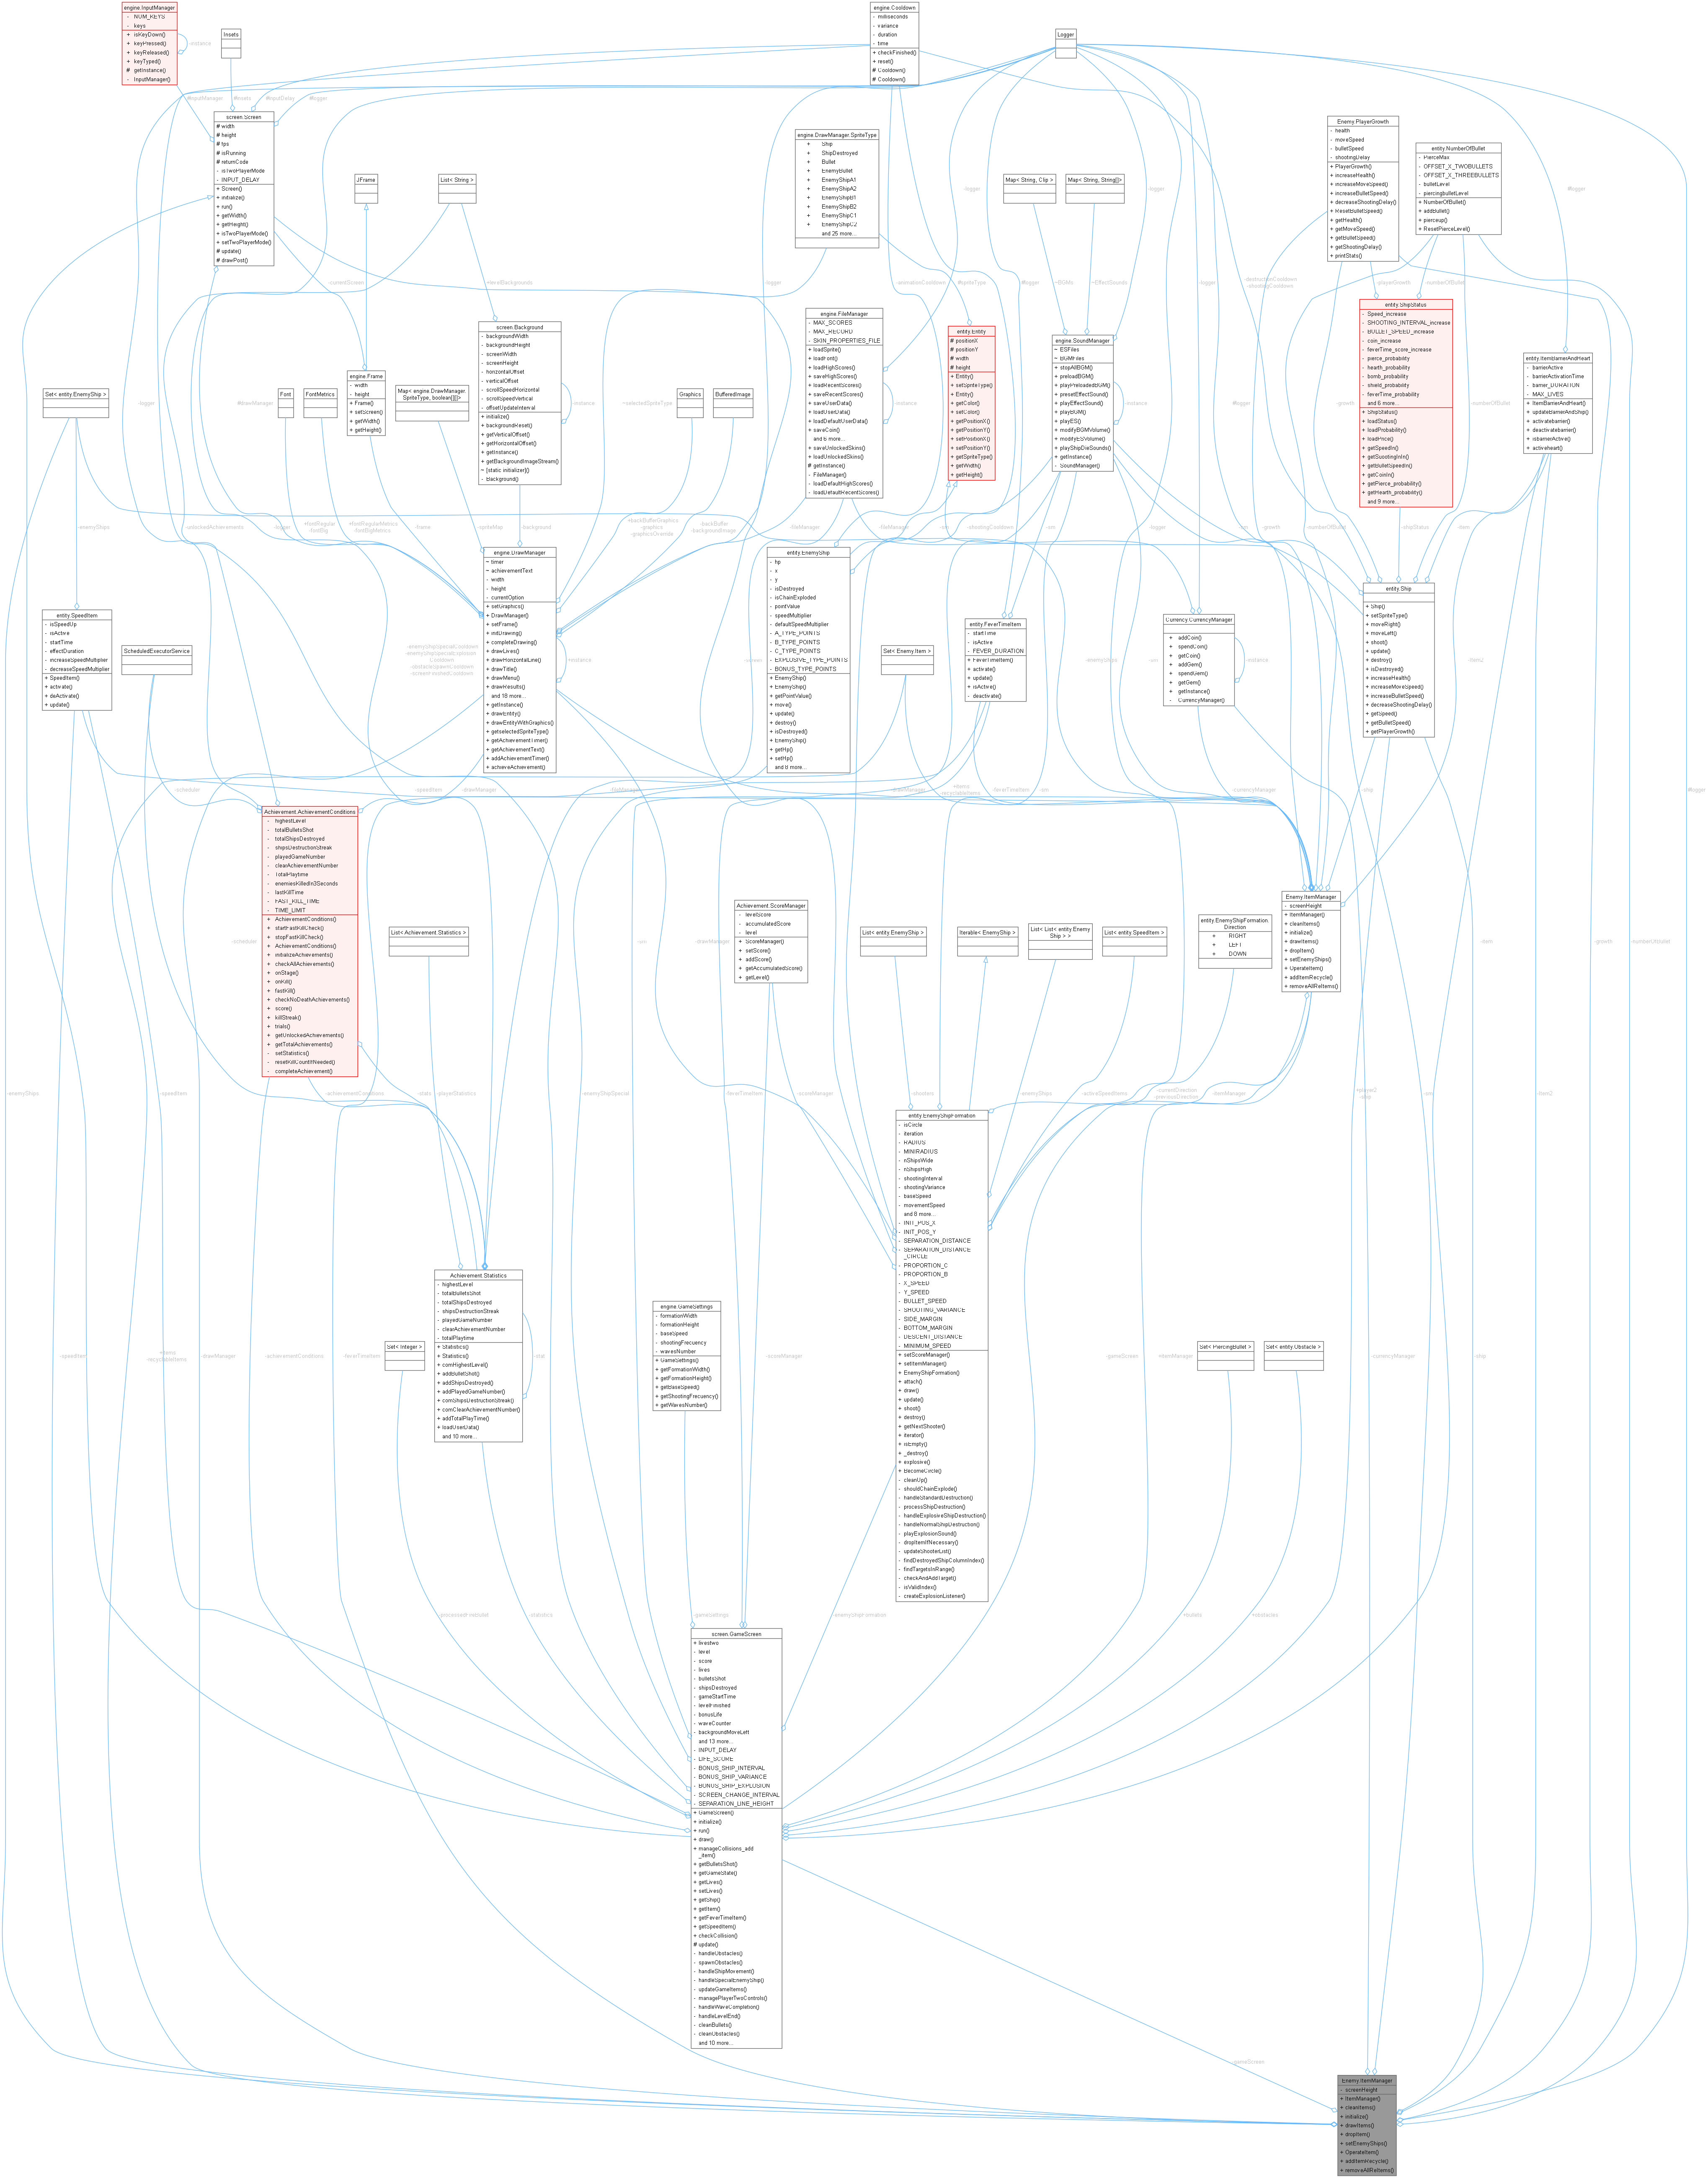 engine.InputManager
- NUM_KEYS
- keys
+ isKeyDown()
+ keyPressed()
+ keyReleased()
+ keyTyped()
# getInstance()
- InputManager()
Insets
engine.Cooldown
- milliseconds
- variance
- duration
- time
+ checkFinished()
+ reset()
# Cooldown()
# Cooldown()
Logger
screen.Screen
# width
# height
# fps
# isRunning
# returnCode
- isTwoPlayerMode
- INPUT_DELAY
+ Screen()
+ initialize()
+ run()
+ getWidth()
+ getHeight()
+ isTwoPlayerMode()
+ setTwoPlayerMode()
# update()
# drawPost()
JFrame
List< String >
engine.DrawManager.SpriteType
+ Ship
+ ShipDestroyed
+ Bullet
+ EnemyBullet
+ EnemyShipA1
+ EnemyShipA2
+ EnemyShipB1
+ EnemyShipB2
+ EnemyShipC1
+ EnemyShipC2
and 25 more...
Map< String, Clip >
Map< String, String[]>
Enemy.PlayerGrowth
- health
- moveSpeed
- bulletSpeed
- shootingDelay
+ PlayerGrowth()
+ increaseHealth()
+ increaseMoveSpeed()
+ increaseBulletSpeed()
+ decreaseShootingDelay()
+ ResetBulletSpeed()
+ getHealth()
+ getMoveSpeed()
+ getBulletSpeed()
+ getShootingDelay()
+ printStats()
entity.NumberOfBullet
- PierceMax
- OFFSET_X_TWOBULLETS
- OFFSET_X_THREEBULLETS
- bulletLevel
- piercingbulletLevel
+ NumberOfBullet()
+ addBullet()
+ pierceup()
+ ResetPierceLevel()
screen.Background
- backgroundWidth
- backgroundHeight
- screenWidth
- screenHeight
- horizontalOffset
- verticalOffset
- scrollSpeedHorizontal
- scrollSpeedVertical
- offsetUpdateInterval
+ initialize()
+ backgroundReset()
+ getVerticalOffset()
+ getHorizontalOffset()
+ getInstance()
+ getBackgroundImageStream()
~ [static initializer]()
- Background()
engine.FileManager
- MAX_SCORES
- MAX_RECORD
- SKIN_PROPERTIES_FILE
+ loadSprite()
+ loadFont()
+ loadHighScores()
+ saveHighScores()
+ loadRecentScores()
+ saveRecentScores()
+ saveUserData()
+ loadUserData()
+ loadDefaultUserData()
+ saveCoin()
and 6 more...
+ saveUnlockedSkins()
+ loadUnlockedSkins()
# getInstance()
- FileManager()
- loadDefaultHighScores()
- loadDefaultRecentScores()
entity.Entity
# positionX
# positionY
# width
# height
+ Entity()
+ setSpriteType()
+ Entity()
+ getColor()
+ setColor()
+ getPositionX()
+ getPositionY()
+ setPositionX()
+ setPositionY()
+ getSpriteType()
+ getWidth()
+ getHeight()
engine.SoundManager
~ ESFiles
~ BGMFiles
+ stopAllBGM()
+ preloadBGM()
+ playPreloadedBGM()
+ presetEffectSound()
+ playEffectSound()
+ playBGM()
+ playES()
+ modifyBGMVolume()
+ modifyESVolume()
+ playShipDieSounds()
+ getInstance()
- SoundManager()
entity.ShipStatus
- Speed_increase
- SHOOTING_INTERVAL_increase
- BULLET_SPEED_increase
- coin_increase
- feverTime_score_increase
- pierce_probability
- hearth_probability
- bomb_probability
- shield_probability
- feverTime_probability
and 6 more...
+ ShipStatus()
+ loadStatus()
+ loadProbability()
+ loadPrice()
+ getSpeedIn()
+ getSuootingInIn()
+ getBulletSpeedIn()
+ getCoinIn()
+ getPierce_probability()
+ getHearth_probability()
and 9 more...
entity.ItemBarrierAndHeart
- barrierActive
- barrierActivationTime
- barrier_DURATION
- MAX_LIVES
+ ItemBarrierAndHeart()
+ updateBarrierAndShip()
+ activatebarrier()
+ deactivatebarrier()
+ isbarrierActive()
+ activeheart()
Set< entity.EnemyShip >
Font
FontMetrics
engine.Frame
- width
- height
+ Frame()
+ setScreen()
+ getWidth()
+ getHeight()
Map< engine.DrawManager.
SpriteType, boolean[][]>
Graphics
BufferedImage
engine.DrawManager
~ timer
~ achievementText
- width
- height
- currentOption
+ setGraphics()
+ DrawManager()
+ setFrame()
+ initDrawing()
+ completeDrawing()
+ drawLives()
+ drawHorizontalLine()
+ drawTitle()
+ drawMenu()
+ drawResults()
and 18 more...
+ getInstance()
+ drawEntity()
+ drawEntityWithGraphics()
+ getselectedSpriteType()
+ getAchievementTimer()
+ getAchievementText()
+ addAchievementTimer()
+ achieveAchievement()
entity.EnemyShip
- hp
- x
- y
- isDestroyed
- isChainExploded
- pointValue
- speedMultiplier
- defaultSpeedMultiplier
- A_TYPE_POINTS
- B_TYPE_POINTS
- C_TYPE_POINTS
- EXPLOSIVE_TYPE_POINTS
- BONUS_TYPE_POINTS
+ EnemyShip()
+ EnemyShip()
+ getPointValue()
+ move()
+ update()
+ destroy()
+ isDestroyed()
+ EnemyShip()
+ getHp()
+ setHp()
and 8 more...
entity.SpeedItem
- isSpeedUp
- isActive
- startTime
- effectDuration
- increaseSpeedMultiplier
- decreaseSpeedMultiplier
+ SpeedItem()
+ activate()
+ deActivate()
+ update()
ScheduledExecutorService
Set< Enemy.Item >
entity.FeverTimeItem
- startTime
- isActive
- FEVER_DURATION
+ FeverTimeItem()
+ activate()
+ update()
+ isActive()
- deactivate()
Currency.CurrencyManager
+ addCoin()
+ spendCoin()
+ getCoin()
+ addGem()
+ spendGem()
+ getGem()
+ getInstance()
- CurrencyManager()
entity.Ship
+ Ship()
+ setSpriteType()
+ moveRight()
+ moveLeft()
+ shoot()
+ update()
+ destroy()
+ isDestroyed()
+ increaseHealth()
+ increaseMoveSpeed()
+ increaseBulletSpeed()
+ decreaseShootingDelay()
+ getSpeed()
+ getBulletSpeed()
+ getPlayerGrowth()
Achievement.AchievementConditions
- highestLevel
- totalBulletsShot
- totalShipsDestroyed
- shipsDestructionStreak
- playedGameNumber
- clearAchievementNumber
- TotalPlaytime
- enemiesKilledIn3Seconds
- lastKillTime
- FAST_KILL_TIME
- TIME_LIMIT
+ AchievementConditions()
+ startFastKillCheck()
+ stopFastKillCheck()
+ AchievementConditions()
+ initializeAchievements()
+ checkAllAchievements()
+ onStage()
+ onKill()
+ fastKill()
+ checkNoDeathAchievements()
+ score()
+ killStreak()
+ trials()
+ getUnlockedAchievements()
+ getTotalAchievements()
- setStatistics()
- resetKillCountIfNeeded()
- completeAchievement()
List< Achievement.Statistics >
Achievement.ScoreManager
- levelScore
- accumulatedScore
- level
+ ScoreManager()
+ setScore()
+ addScore()
+ getAccumulatedScore()
+ getLevel()
List< entity.EnemyShip >
Iterable< EnemyShip >
List< List< entity.Enemy
Ship > >
List< entity.SpeedItem >
entity.EnemyShipFormation.
Direction
+ RIGHT
+ LEFT
+ DOWN
Enemy.ItemManager
- screenHeight
+ ItemManager()
+ cleanItems()
+ initialize()
+ drawItems()
+ dropItem()
+ setEnemyShips()
+ OperateItem()
+ addItemRecycle()
+ removeAllReItems()
entity.EnemyShipFormation
- isCircle
- iteration
- RADIUS
- MINIRADIUS
- nShipsWide
- nShipsHigh
- shootingInterval
- shootingVariance
- baseSpeed
- movementSpeed
and 8 more...
- INIT_POS_X
- INIT_POS_Y
- SEPARATION_DISTANCE
- SEPARATION_DISTANCE
_CIRCLE
- PROPORTION_C
- PROPORTION_B
- X_SPEED
- Y_SPEED
- BULLET_SPEED
- SHOOTING_VARIANCE
- SIDE_MARGIN
- BOTTOM_MARGIN
- DESCENT_DISTANCE
- MINIMUM_SPEED
+ setScoreManager()
+ setItemManager()
+ EnemyShipFormation()
+ attach()
+ draw()
+ update()
+ shoot()
+ destroy()
+ getNextShooter()
+ iterator()
+ isEmpty()
+ _destroy()
+ explosive()
+ BecomeCircle()
- cleanUp()
- shouldChainExplode()
- handleStandardDestruction()
- processShipDestruction()
- handleExplosiveShipDestruction()
- handleNormalShipDestruction()
- playExplosionSound()
- dropItemIfNecessary()
- updateShooterList()
- findDestroyedShipColumnIndex()
- findTargetsInRange()
- checkAndAddTarget()
- isValidIndex()
- createExplosionListener()
Achievement.Statistics
- highestLevel
- totalBulletsShot
- totalShipsDestroyed
- shipsDestructionStreak
- playedGameNumber
- clearAchievementNumber
- totalPlaytime
+ Statistics()
+ Statistics()
+ comHighestLevel()
+ addBulletShot()
+ addShipsDestroyed()
+ addPlayedGameNumber()
+ comShipsDestructionStreak()
+ comClearAchievementNumber()
+ addTotalPlayTime()
+ loadUserData()
and 10 more...
Set< Integer >
engine.GameSettings
- formationWidth
- formationHeight
- baseSpeed
- shootingFrecuency
- wavesNumber
+ GameSettings()
+ getFormationWidth()
+ getFormationHeight()
+ getBaseSpeed()
+ getShootingFrecuency()
+ getWavesNumber()
Set< PiercingBullet >
Set< entity.Obstacle >
screen.GameScreen
+ livestwo
- level
- score
- lives
- bulletsShot
- shipsDestroyed
- gameStartTime
- levelFinished
- bonusLife
- waveCounter
- backgroundMoveLeft
and 13 more...
- INPUT_DELAY
- LIFE_SCORE
- BONUS_SHIP_INTERVAL
- BONUS_SHIP_VARIANCE
- BONUS_SHIP_EXPLOSION
- SCREEN_CHANGE_INTERVAL
- SEPARATION_LINE_HEIGHT
+ GameScreen()
+ initialize()
+ run()
+ draw()
+ manageCollisions_add
_item()
+ getBulletsShot()
+ getGameState()
+ getLives()
+ setLives()
+ getShip()
+ getItem()
+ getFeverTimeItem()
+ getSpeedItem()
+ checkCollision()
# update()
- handleObstacles()
- spawnObstacles()
- handleShipMovement()
- handleSpecialEnemyShip()
- updateGameItems()
- managePlayerTwoControls()
- handleWaveCompletion()
- handleLevelEnd()
- cleanBullets()
- cleanObstacles()
and 10 more...
Enemy.ItemManager
- screenHeight
+ ItemManager()
+ cleanItems()
+ initialize()
+ drawItems()
+ dropItem()
+ setEnemyShips()
+ OperateItem()
+ addItemRecycle()
+ removeAllReItems()